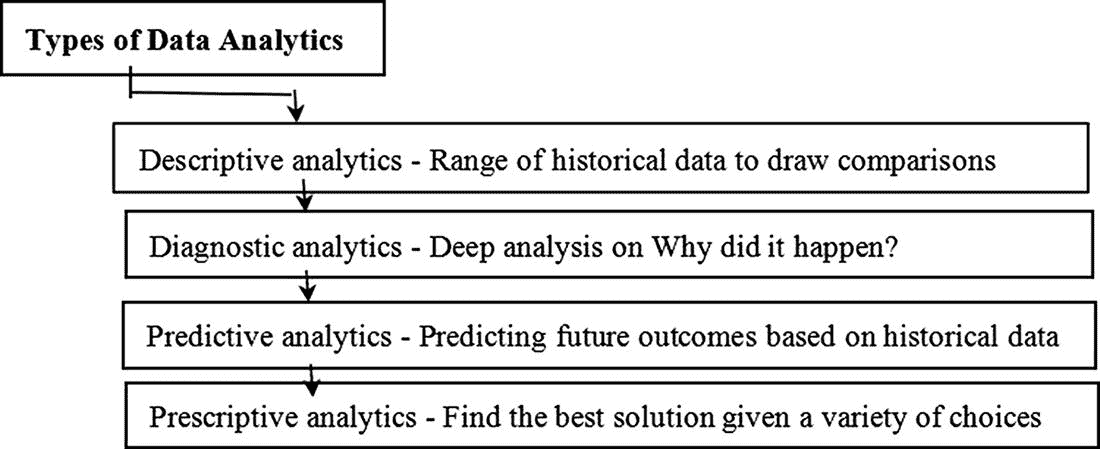 Types of Data Analytics
Descriptive analytics - Range of historical data to draw comparisons
Diagnostic analytics - Deep analysis on Why did it happen?
Predictive analytics - Predicting future outcomes based on historical data
Prescriptive analytics - Find the best solution given a variety of choices